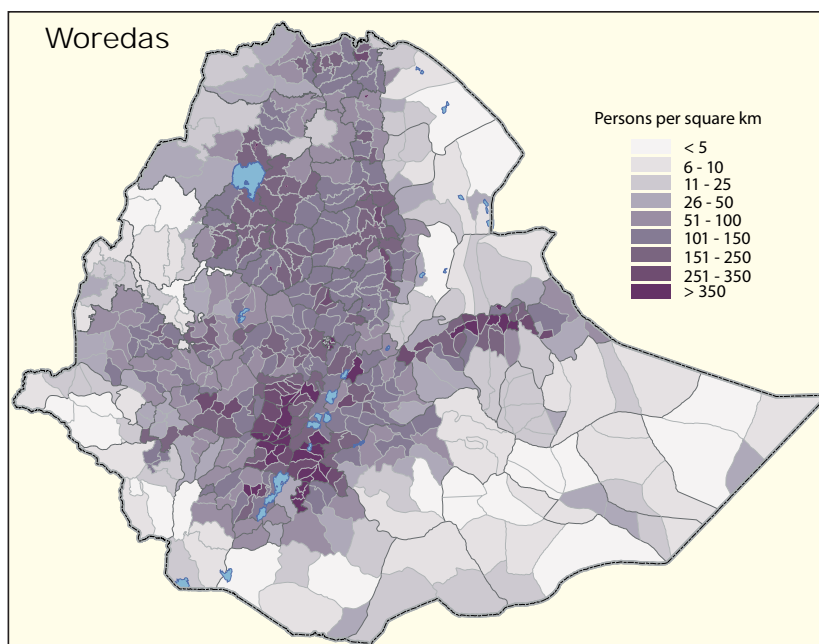 Woredas
Persons per square km
< 5
6 - 10
11 - 25
26 - 50
51 - 100
101 - 150
151 - 250
251 - 350
> 350